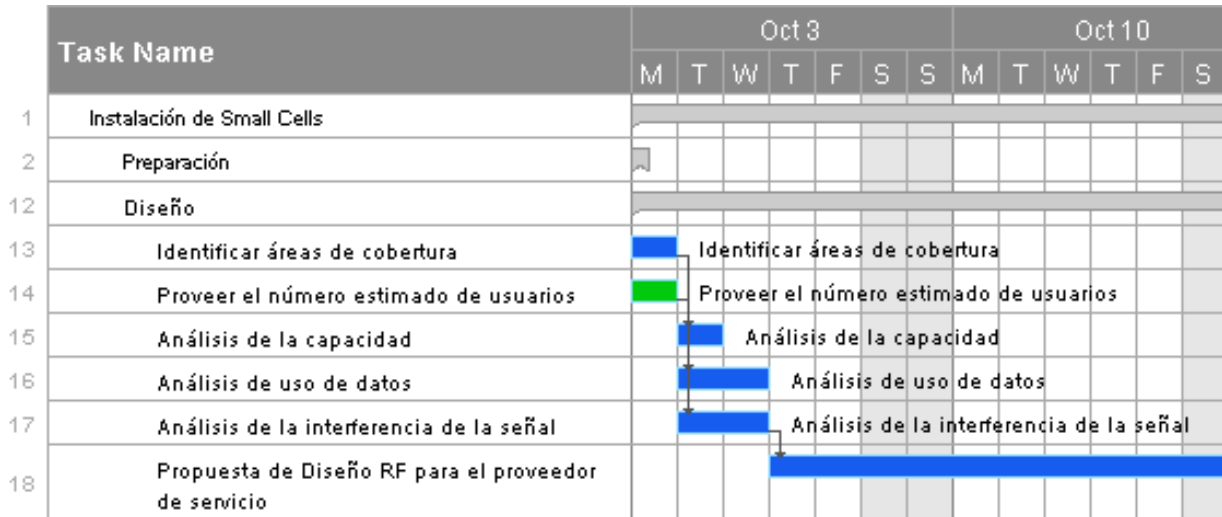 Task Name
Oct 3
Oct 10
M T W T F S S M T W T F S
1 Instalación de Small Cells
2 Preparación
12 Diseño
13 Identificar áreas de cobertura Identificar áreas de cobertura
14 Proveer el número estimado de usuarios Proveer el número estimado de usuarios
15 Análisis de la capacidad Análisis de la capacidad
16 Análisis de uso de datos Análisis de uso de datos
17 Análisis de la interferencia de la señal Análisis de la interferencia de la señal
18 Propuesta de Diseño RF para el proveedor
de servicio